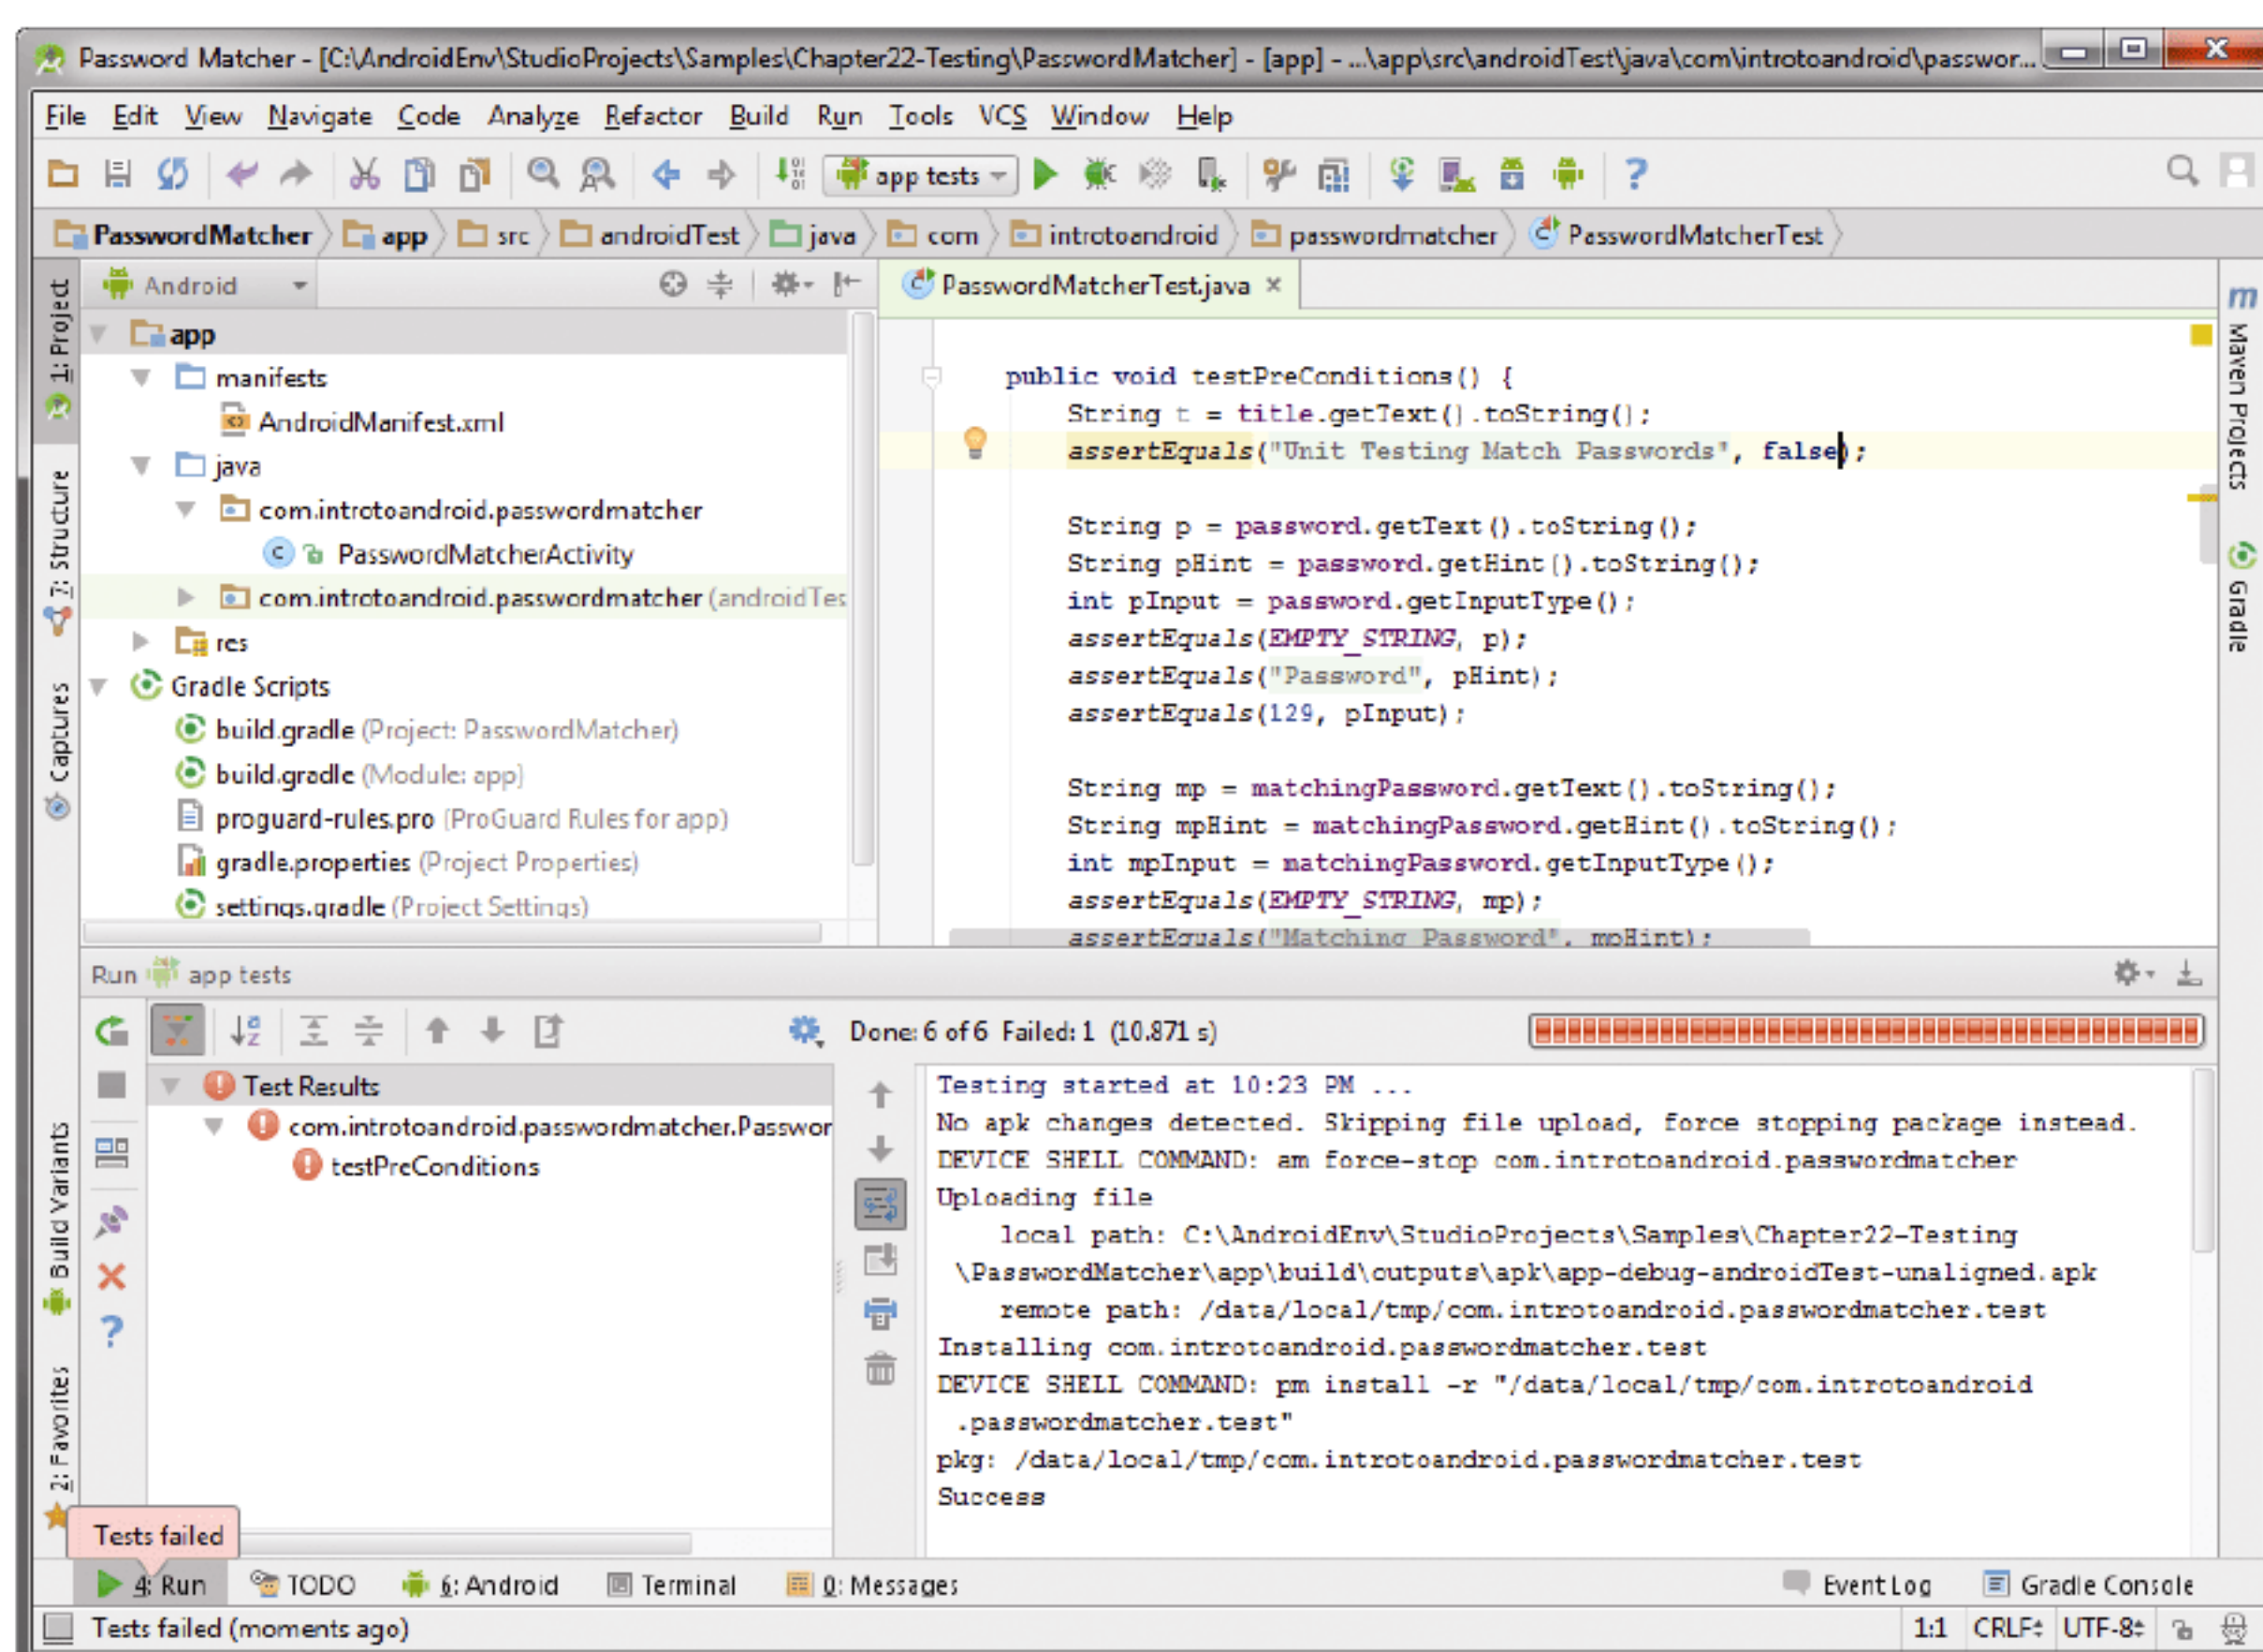 Password Matcher - [C:\AndroidEnv\StudioProjects\Samples\Chapter22-Testing\PasswordMatcher] - [app] - ...\app\src\androidTest\java\com\introtoandroid\passwor...
File Edit View Navigate Code Analyze Refactor Build Run Tools VCS Window Help
app tests
PasswordMatcher app src androidTest java com introtoandroid passwordmatcher PasswordMatcherTest
1: Project
7: Structure
Captures
Build Variants
2: Favorites
Android
app
manifests
AndroidManifest.xml
java
com.introtoandroid.passwordmatcher
PasswordMatcherActivity
com.introtoandroid.passwordmatcher (androidTes
res
Gradle Scripts
build.gradle (Project: PasswordMatcher)
build.gradle (Module: app)
proguard-rules.pro (ProGuard Rules for app)
gradle.properties (Project Properties)
settings.gradle (Project Settings)
PasswordMatcherTest.java
public void testPreConditions() {
String t = title.getText().toString();
assertEquals("Unit Testing Match Passwords", false);
String p = password.getText().toString();
String pHint = password.getHint().toString();
int pInput = password.getInputType();
assertEquals(EMPTY_STRING, p);
assertEquals("Password", pHint);
assertEquals(129, pInput);
String mp = matchingPassword.getText().toString();
String mpHint = matchingPassword.getHint().toString();
int mpInput = matchingPassword.getInputType();
assertEquals(EMPTY_STRING, mp);
assertEquals("Matching Password", mpHint);
m Maven Projects
Gradle
Run app tests
Done: 6 of 6 Failed: 1 (10.871 s)
Test Results
com.introtoandroid.passwordmatcher.Passwor
testPreConditions
Testing started at 10:23 PM ...
No apk changes detected. Skipping file upload, force stopping package instead.
DEVICE SHELL COMMAND: am force-stop com.introtoandroid.passwordmatcher
Uploading file
local path: C:\AndroidEnv\StudioProjects\Samples\Chapter22-Testing
\PasswordMatcher\app\build\outputs\apk\app-debug-androidTest-unaligned.apk
remote path: /data/local/tmp/com.introtoandroid.passwordmatcher.test
Installing com.introtoandroid.passwordmatcher.test
DEVICE SHELL COMMAND: pm install -r "/data/local/tmp/com.introtoandroid
.passwordmatcher.test"
pkg: /data/local/tmp/com.introtoandroid.passwordmatcher.test
Success
Tests failed
4: Run TODO 6: Android Terminal 0: Messages Event Log Gradle Console
Tests failed (moments ago) 1:1 CRLF UTF-8